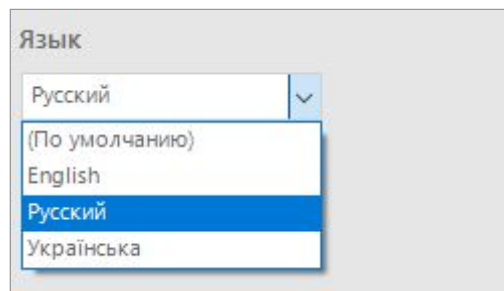 Язык
Русский
(По умолчанию)
English
Русский
Українська